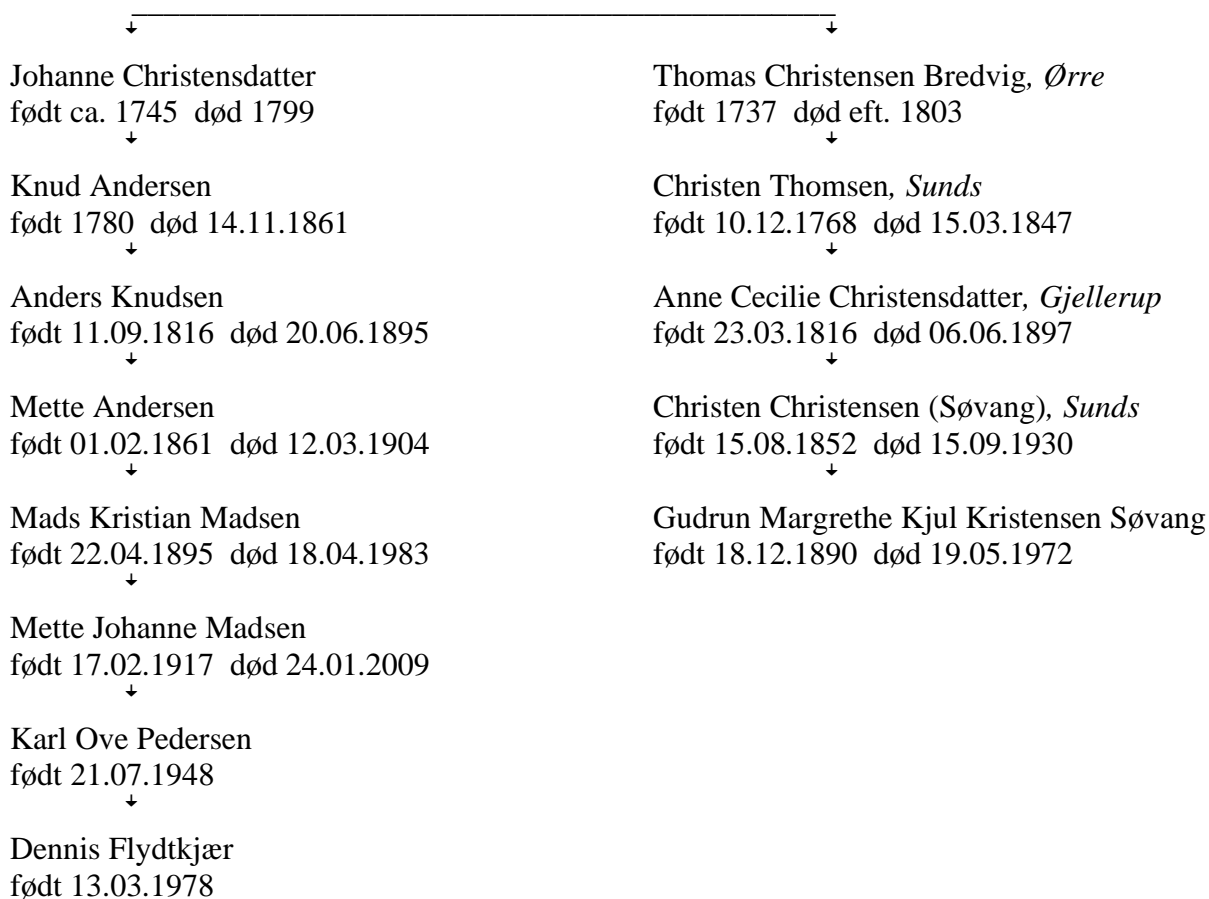 Johanne Christensdatter
født ca. 1745  død 1799
Knud Andersen
født 1780  død 14.11.1861
Anders Knudsen
født 11.09.1816  død 20.06.1895
Mette Andersen
født 01.02.1861  død 12.03.1904
Mads Kristian Madsen
født 22.04.1895  død 18.04.1983
Mette Johanne Madsen
født 17.02.1917  død 24.01.2009
Karl Ove Pedersen
født 21.07.1948
Dennis Flydtkjær
født 13.03.1978
Thomas Christensen Bredvig, Ørre
født 1737  død eft. 1803
Christen Thomsen, Sunds
født 10.12.1768  død 15.03.1847
Anne Cecilie Christensdatter, Gjellerup
født 23.03.1816  død 06.06.1897
Christen Christensen (Søvang), Sunds
født 15.08.1852  død 15.09.1930
Gudrun Margrethe Kjul Kristensen Søvang
født 18.12.1890  død 19.05.1972